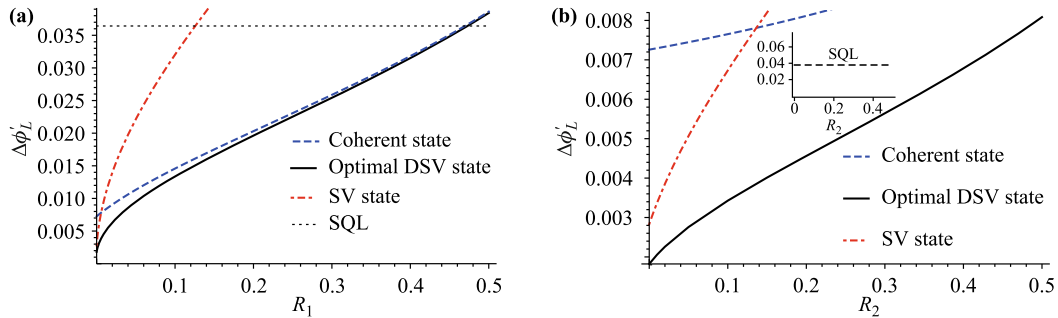 (a)
Δϕ′L
0.035
0.030
0.025
0.020
0.015
0.010
0.005
Coherent state
Optimal DSV state
SV state
SQL
0.1 0.2 0.3 0.4 0.5
R1
(b)
Δϕ′L
0.008
0.007
0.006
0.005
0.004
0.003
0.06
0.04
0.02
SQL
0 0.2 0.4
R2
Coherent state
Optimal DSV state
SV state
0.1 0.2 0.3 0.4 0.5
R2